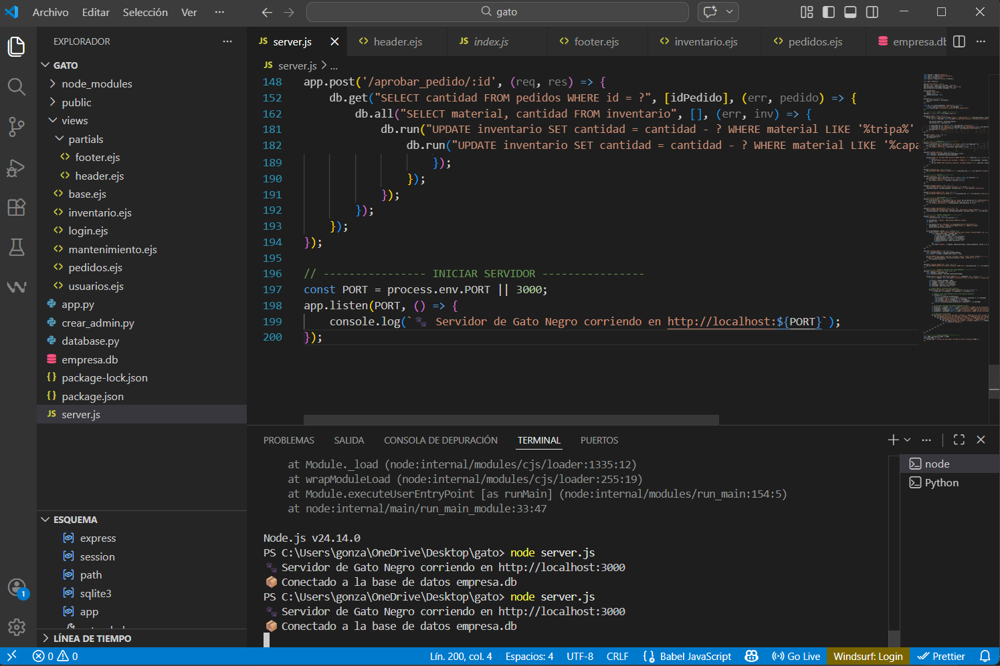 Archivo Editar Selección Ver ··· gato
EXPLORADOR ···
GATO
node_modules
public
views
partials
footer.ejs
header.ejs
base.ejs
inventario.ejs
login.ejs
mantenimiento.ejs
pedidos.ejs
usuarios.ejs
app.py
crear_admin.py
database.py
empresa.db
package-lock.json
package.json
JS server.js
ESQUEMA
express
session
path
sqlite3
app
LÍNEA DE TIEMPO
JS server.js header.ejs JS index.js footer.ejs inventario.ejs pedidos.ejs empresa.db ···
JS server.js > ...
148 app.post('/aprobar_pedido/:id', (req, res) => {
152 db.get("SELECT cantidad FROM pedidos WHERE id = ?", [idPedido], (err, pedido) => {
162 db.all("SELECT material, cantidad FROM inventario", [], (err, inv) => {
181 db.run("UPDATE inventario SET cantidad = cantidad - ? WHERE material LIKE '%tripa%'
182 db.run("UPDATE inventario SET cantidad = cantidad - ? WHERE material LIKE '%capa
189 });
190 });
191 });
192 });
193 });
194 });
195
196 // ---------------- INICIAR SERVIDOR ----------------
197 const PORT = process.env.PORT || 3000;
198 app.listen(PORT, () => {
199 console.log(`🐾 Servidor de Gato Negro corriendo en http://localhost:${PORT}`);
200 });
PROBLEMAS SALIDA CONSOLA DE DEPURACIÓN TERMINAL PUERTOS
at Module._load (node:internal/modules/cjs/loader:1335:12)
at wrapModuleLoad (node:internal/modules/cjs/loader:255:19)
at Module.executeUserEntryPoint [as runMain] (node:internal/modules/run_main:154:5)
at node:internal/main/run_main_module:33:47
Node.js v24.14.0
PS C:\Users\gonza\OneDrive\Desktop\gato> node server.js
🐾 Servidor de Gato Negro corriendo en http://localhost:3000
📦 Conectado a la base de datos empresa.db
PS C:\Users\gonza\OneDrive\Desktop\gato> node server.js
🐾 Servidor de Gato Negro corriendo en http://localhost:3000
📦 Conectado a la base de datos empresa.db
node
Python
1
0 0 Lín. 200, col. 4 Espacios: 4 UTF-8 CRLF Babel JavaScript Go Live Windsurf: Login Prettier